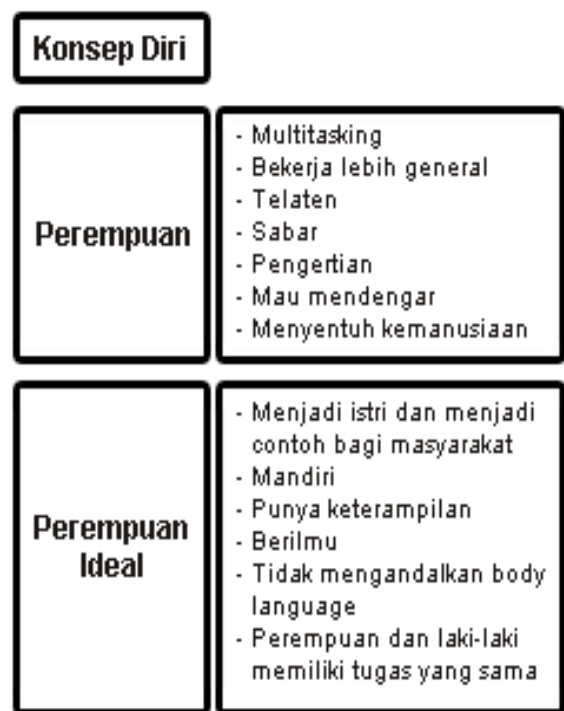 Konsep Diri
Perempuan
- Multitasking
- Bekerja lebih general
- Telaten
- Sabar
- Pengertian
- Mau mendengar
- Menyentuh kemanusiaan
Perempuan
Ideal
- Menjadi istri dan menjadi
contoh bagi masyarakat
- Mandiri
- Punya keterampilan
- Berilmu
- Tidak mengandalkan body
language
- Perempuan dan laki-laki
memiliki tugas yang sama